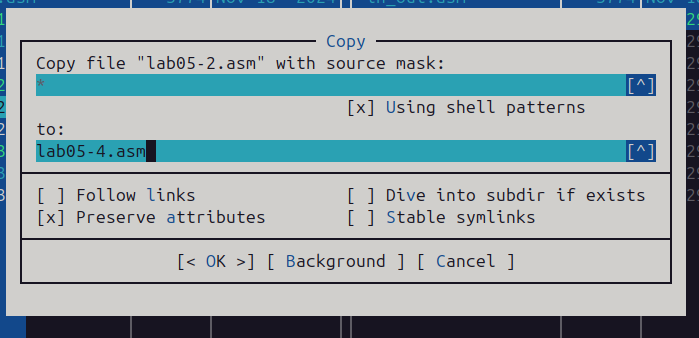 Copy
Copy file "lab05-2.asm" with source mask:
* [^]
[x] Using shell patterns
to:
lab05-4.asm [^]
[ ] Follow links [ ] Dive into subdir if exists
[x] Preserve attributes [ ] Stable symlinks
[< OK >] [ Background ] [ Cancel ]